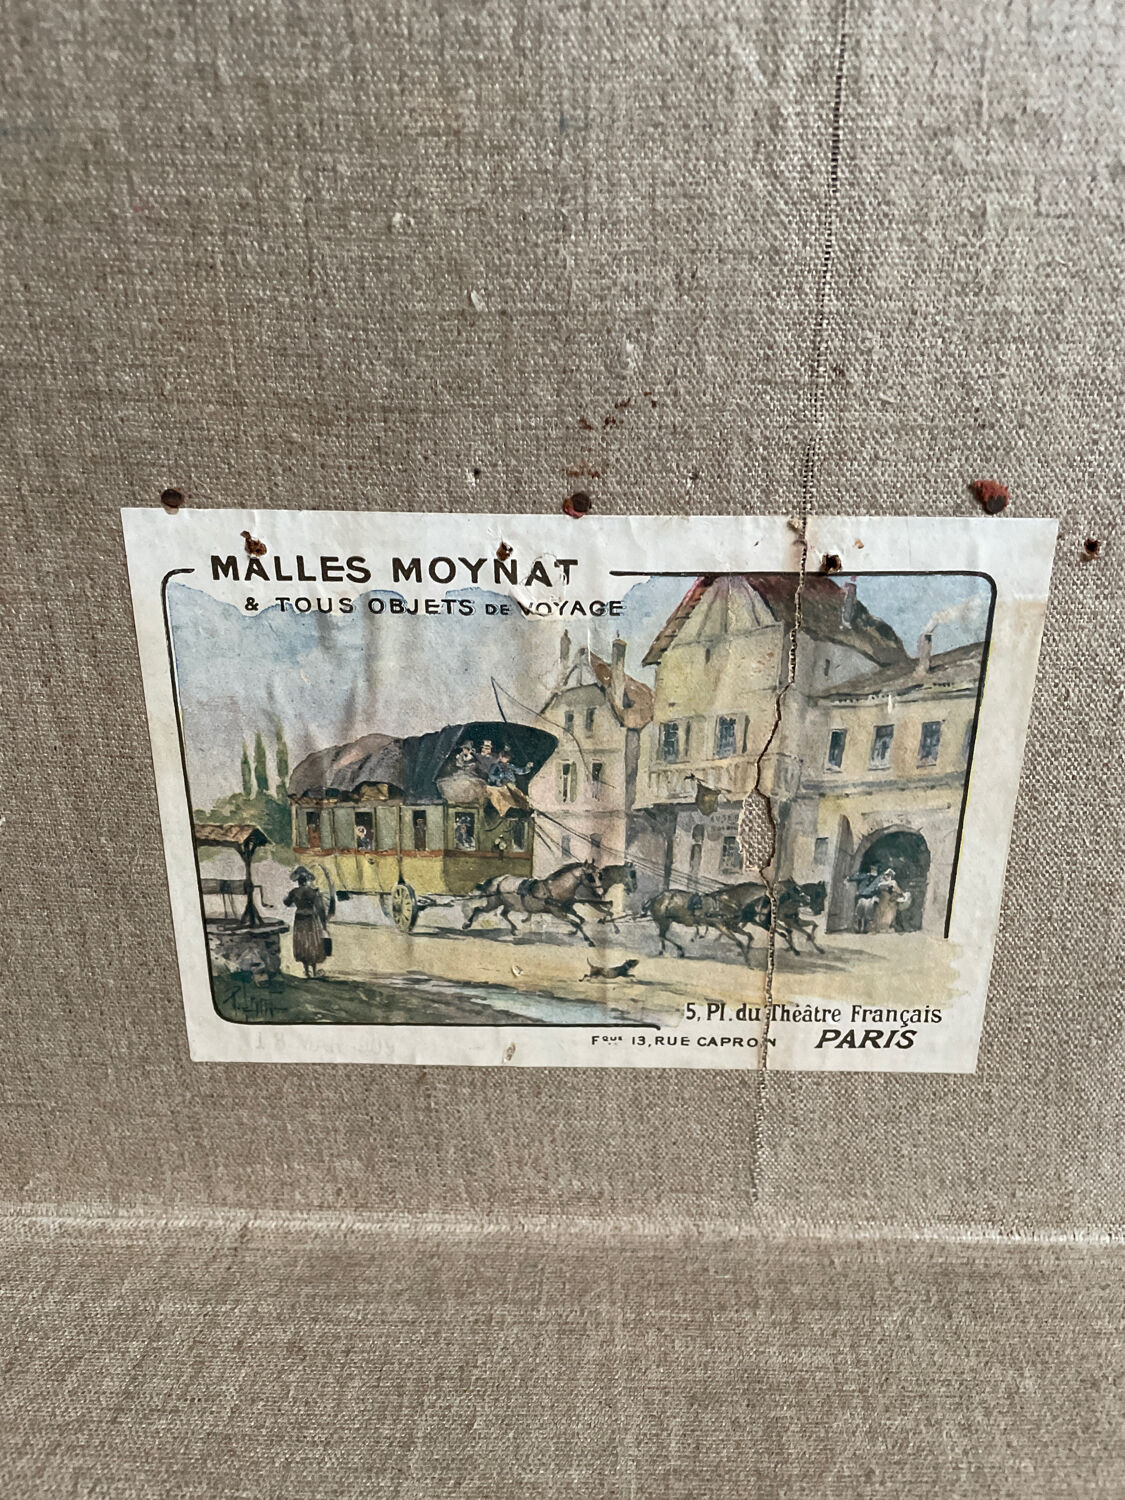 MALLES MOYNAT
& TOUS OBJETS DE VOYAGE
5, Pl. du Théâtre Français
Fque 13, RUE CAPRON PARIS